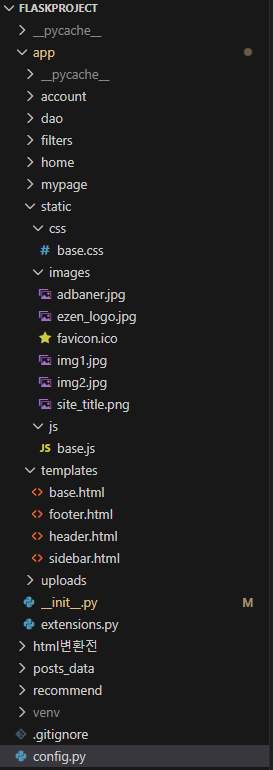 FLASKPROJECT
__pycache__
app
__pycache__
account
dao
filters
home
mypage
static
css
# base.css
images
adbaner.jpg
ezen_logo.jpg
favicon.ico
img1.jpg
img2.jpg
site_title.png
js
JS base.js
templates
<> base.html
<> footer.html
<> header.html
<> sidebar.html
uploads
__init__.py M
extensions.py
html변환전
posts_data
recommend
venv
.gitignore
config.py